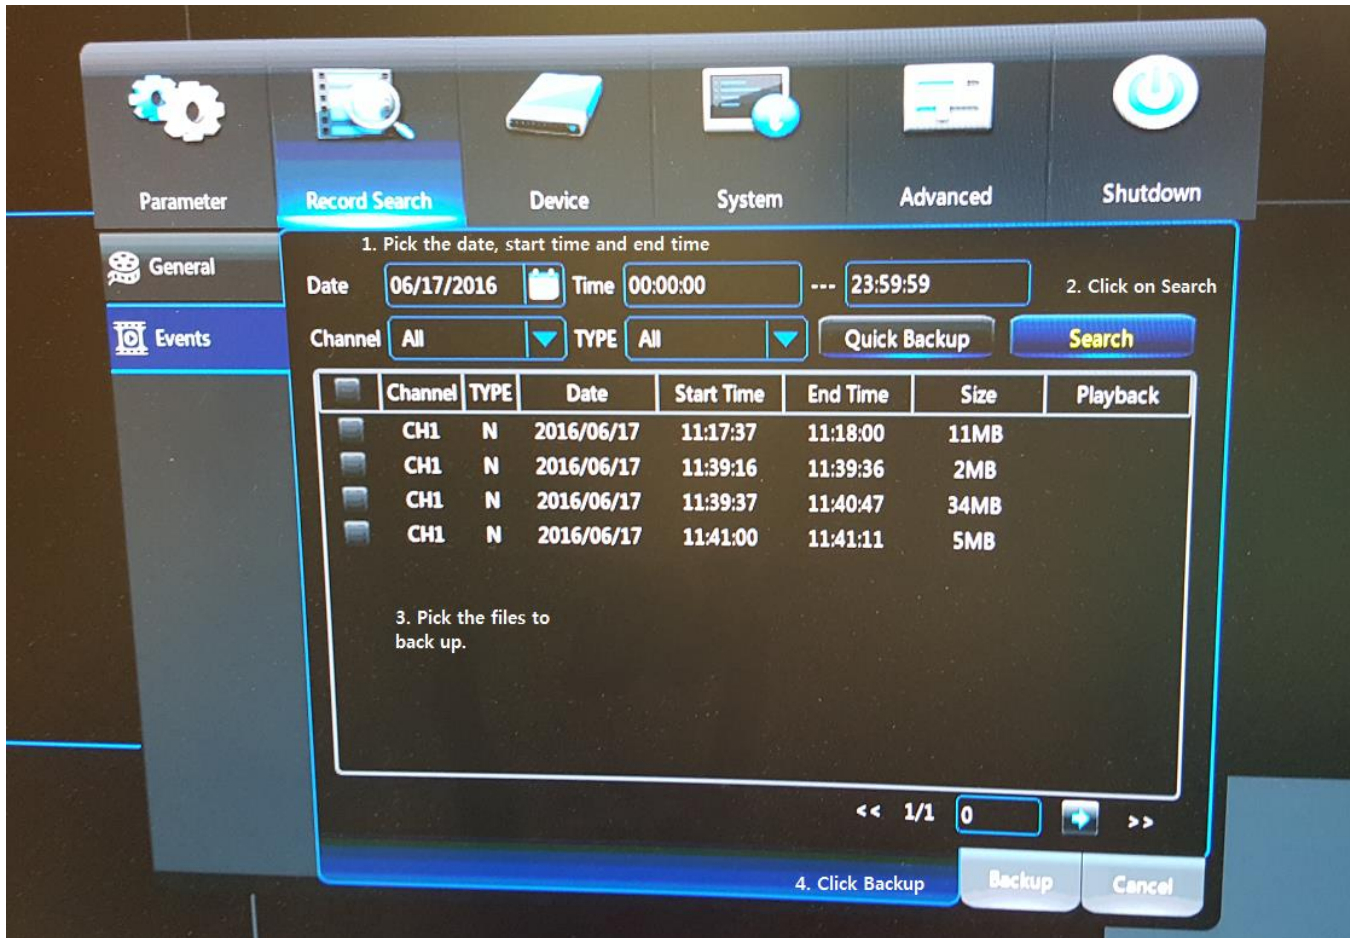 Parameter Record Search Device System Advanced Shutdown
General
Events
1. Pick the date, start time and end time
Date 06/17/2016 Time 00:00:00 --- 23:59:59 2. Click on Search
Channel All TYPE All Quick Backup Search
Channel TYPE Date Start Time End Time Size Playback
CH1 N 2016/06/17 11:17:37 11:18:00 11MB
CH1 N 2016/06/17 11:39:16 11:39:36 2MB
CH1 N 2016/06/17 11:39:37 11:40:47 34MB
CH1 N 2016/06/17 11:41:00 11:41:11 5MB
3. Pick the files to
back up.
<< 1/1 0 >>
4. Click Backup Backup Cancel